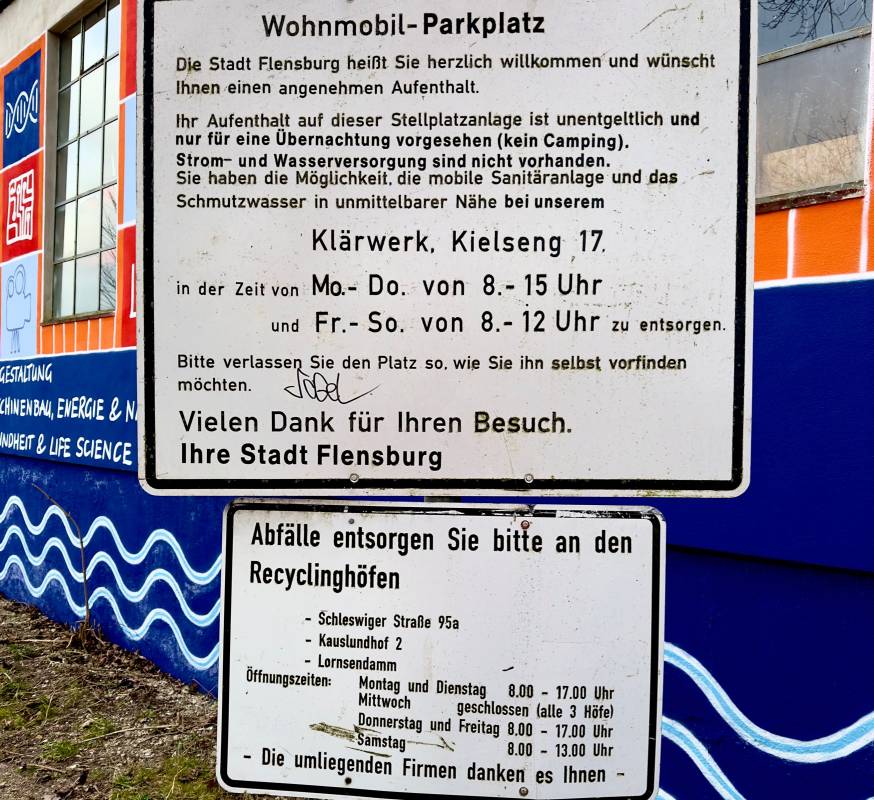 Wohnmobil-Parkplatz
Die Stadt Flensburg heißt Sie herzlich willkommen und wünscht
Ihnen einen angenehmen Aufenthalt.
Ihr Aufenthalt auf dieser Stellplatzanlage ist unentgeltlich und
nur für eine Übernachtung vorgesehen (kein Camping).
Strom- und Wasserversorgung sind nicht vorhanden.
Sie haben die Möglichkeit, die mobile Sanitäranlage und das
Schmutzwasser in unmittelbarer Nähe bei unserem
Klärwerk, Kielseng 17,
in der Zeit von Mo.- Do. von 8.- 15 Uhr
und Fr.- So. von 8.- 12 Uhr zu entsorgen.
Bitte verlassen Sie den Platz so, wie Sie ihn selbst vorfinden
möchten.
Vielen Dank für Ihren Besuch.
Ihre Stadt Flensburg
GESTALTUNG
CHINENBAU, ENERGIE & N
UNDHEIT & LIFE SCIENCE
Abfälle entsorgen Sie bitte an den
Recyclinghöfen
- Schleswiger Straße 95a
- Kauslundhof 2
- Lornsendamm
Öffnungszeiten: Montag und Dienstag 8.00 - 17.00 Uhr
Mittwoch geschlossen (alle 3 Höfe)
Donnerstag und Freitag 8.00 - 17.00 Uhr
Samstag 8.00 - 13.00 Uhr
- Die umliegenden Firmen danken es Ihnen -